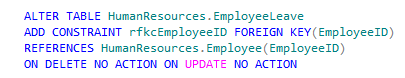 ALTER TABLE HumanResources.EmployeeLeave
ADD CONSTRAINT rfkcEmployeeID FOREIGN KEY(EmployeeID)
REFERENCES HumanResources.Employee(EmployeeID)
ON DELETE NO ACTION ON UPDATE NO ACTION